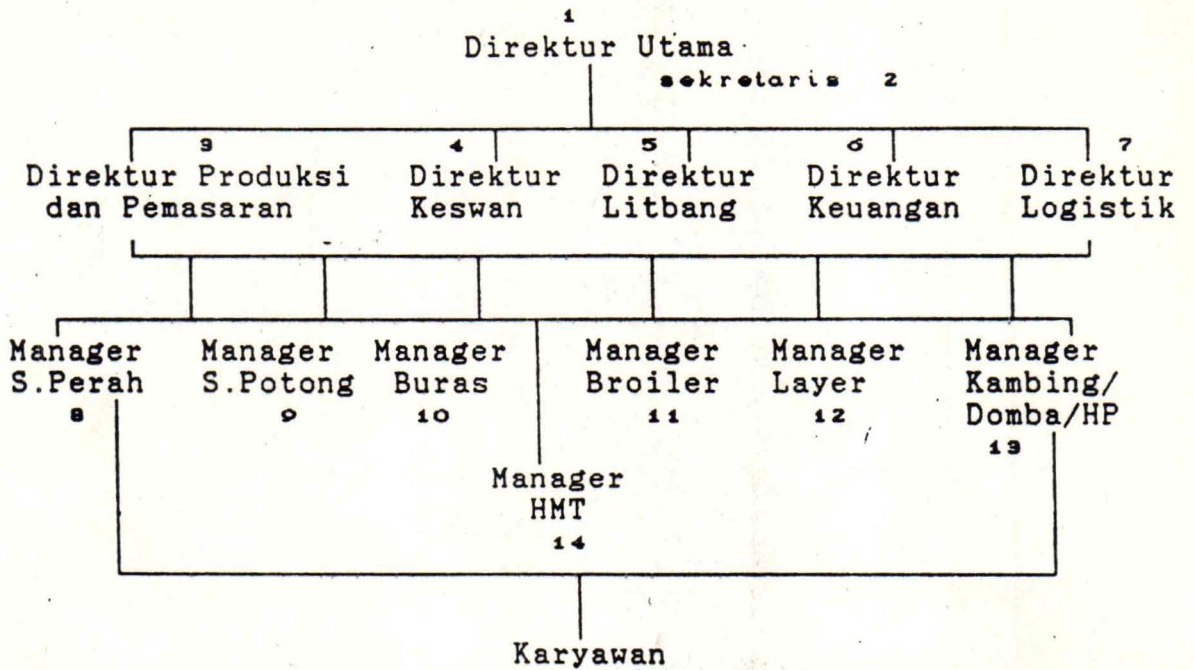 1
Direktur Utama
sekretaris 2
3 4 5 6 7
Direktur Produksi Direktur Direktur Direktur Direktur
dan Pemasaran Keswan Litbang Keuangan Logistik
Manager Manager Manager Manager Manager Manager
S.Perah S.Potong Buras Broiler Layer Kambing/
8 9 10 11 12 Domba/HP
13
Manager
HMT
14
Karyawan